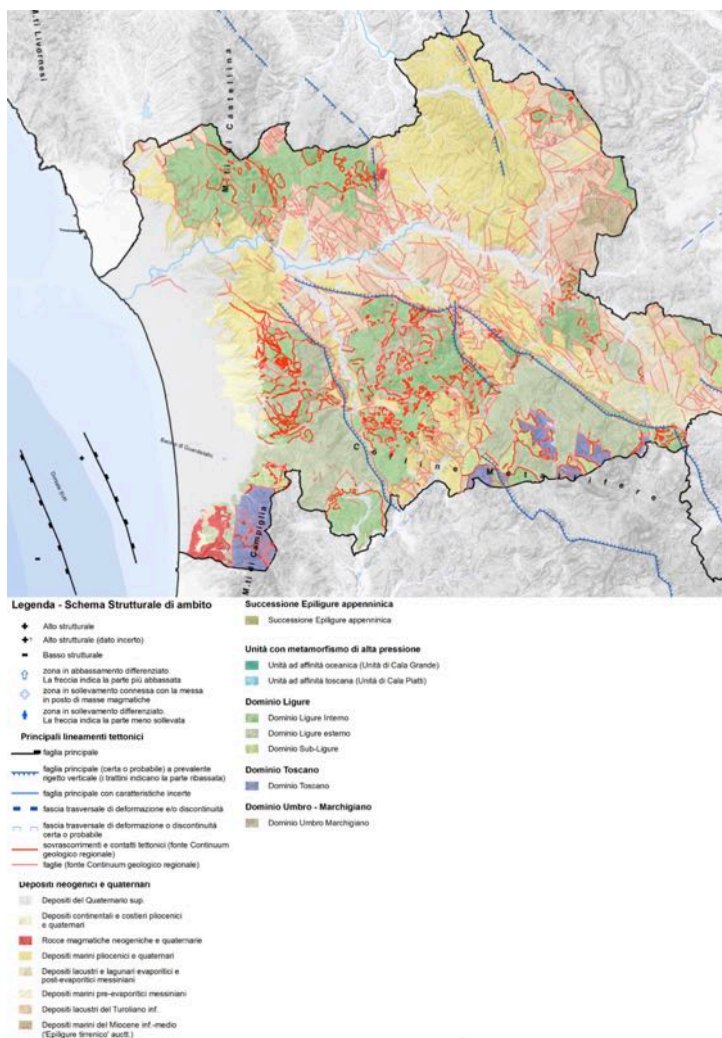 M.ti Livornesi
M.ti di Castellina
Bacino di Guardistallo
Colline Metallifere
Dorsale
M.ti di Campiglia
Legenda - Schema Strutturale di ambito
Alto strutturale
Alto strutturale (dato incerto)
Basso strutturale
zona in abbassamento differenziato.
La freccia indica la parte più abbassata
zona in sollevamento connessa con la messa
in posto di masse magmatiche
zona in sollevamento differenziato.
La freccia indica la parte meno sollevata
Principali lineamenti tettonici
faglia principale
faglia principale (certa o probabile) a prevalente
rigetto verticale (i trattini indicano la parte ribassata)
faglia principale con caratteristiche incerte
fascia trasversale di deformazione e/o discontinuità
fascia trasversale di deformazione o discontinuità
certa o probabile
sovrascorrimenti e contatti tettonici (fonte Continuum
geologico regionale)
faglie (fonte Continuum geologico regionale)
Depositi neogenici e quaternari
Depositi del Quaternario sup.
Depositi continentali e costieri pliocenici
e quaternari
Rocce magmatiche neogeniche e quaternarie
Depositi marini pliocenici e quaternari
Depositi lacustri e lagunari evaporitici e
post-evaporitici messiniani
Depositi marini pre-evaporitici messiniani
Depositi lacustri del Turoliano inf.
Depositi marini del Miocene inf.-medio
('Epiligure tirrenico' auctt.)
Successione Epiligure appenninica
Successione Epiligure appenninica
Unità con metamorfismo di alta pressione
Unità ad affinità oceanica (Unità di Cala Grande)
Unità ad affinità toscana (Unità di Cala Piatti)
Dominio Ligure
Dominio Ligure Interno
Dominio Ligure esterno
Dominio Sub-Ligure
Dominio Toscano
Dominio Toscano
Dominio Umbro - Marchigiano
Dominio Umbro Marchigiano